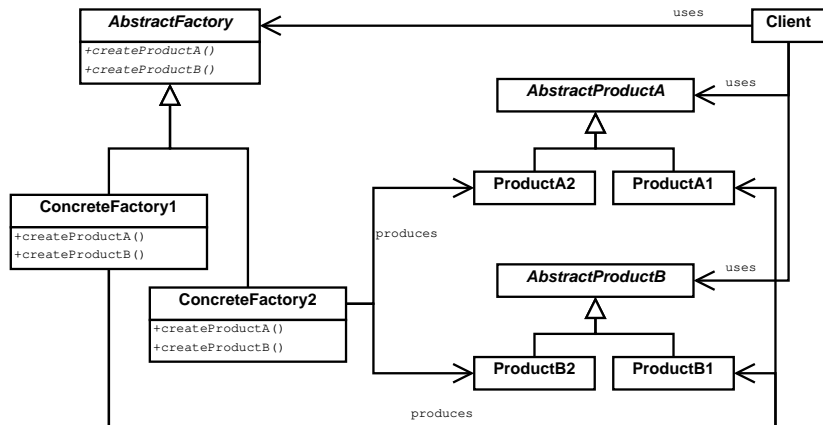 AbstractFactory
+createProductA()
+createProductB()
uses
Client
AbstractProductA
uses
ProductA2
ProductA1
ConcreteFactory1
+createProductA()
+createProductB()
produces
AbstractProductB
uses
ConcreteFactory2
+createProductA()
+createProductB()
ProductB2
ProductB1
produces